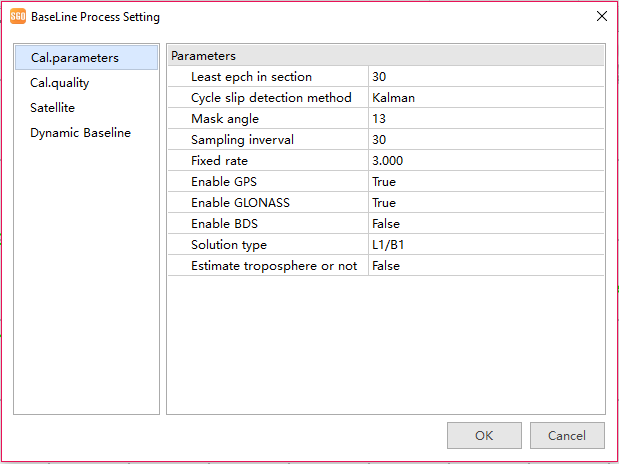 SGO BaseLine Process Setting
Cal.parameters
Cal.quality
Satellite
Dynamic Baseline
Parameters
Least epch in section 30
Cycle slip detection method Kalman
Mask angle 13
Sampling inverval 30
Fixed rate 3.000
Enable GPS True
Enable GLONASS True
Enable BDS False
Solution type L1/B1
Estimate troposphere or not False
OK Cancel